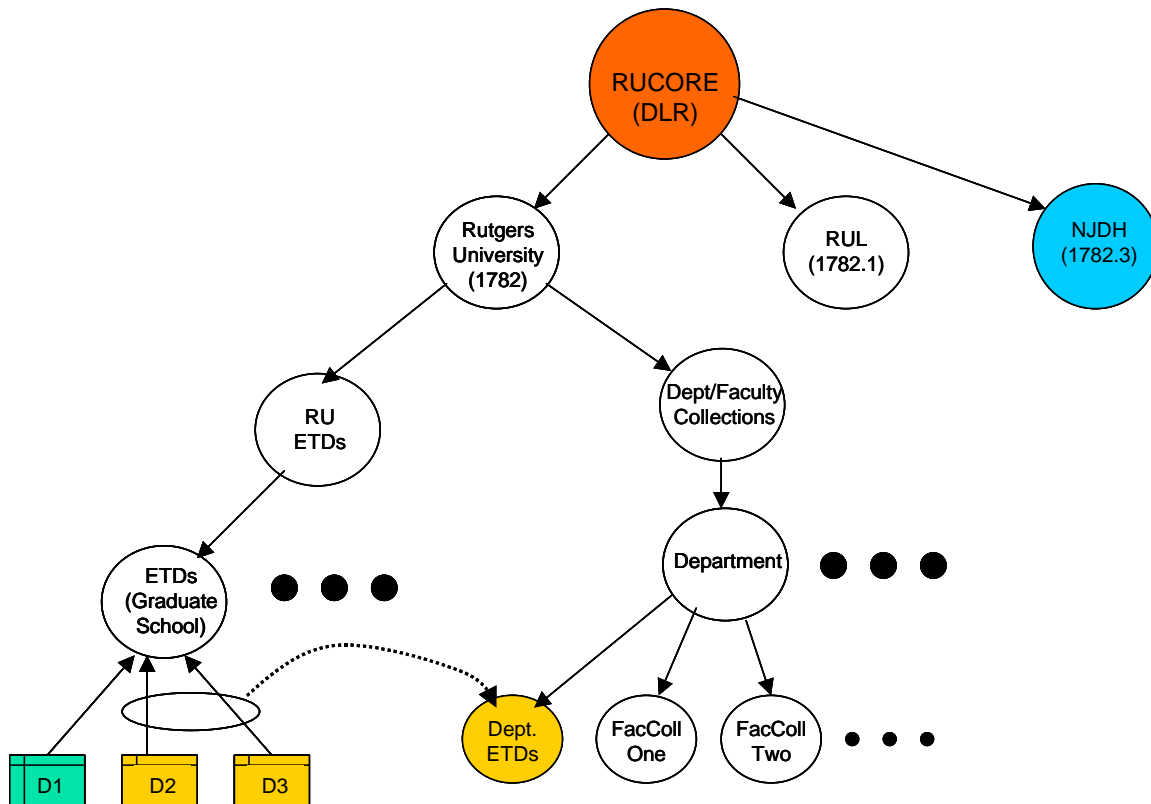 RUCORE
(DLR)
Rutgers
University
(1782)
RUL
(1782.1)
NJDH
(1782.3)
RU
ETDs
Dept/Faculty
Collections
ETDs
(Graduate
School)
Department
Dept.
ETDs
FacColl
One
FacColl
Two
D1
D2
D3